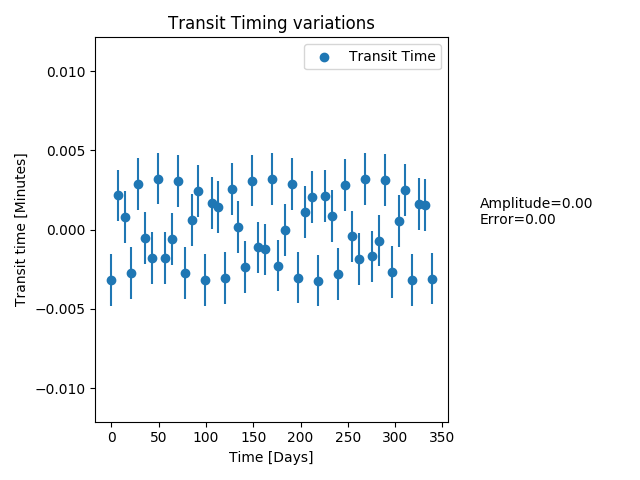 Transit Timing variations
Transit Time
0.010
0.005
0.000
−0.005
−0.010
Transit time [Minutes]
Amplitude=0.00
Error=0.00
0 50 100 150 200 250 300 350
Time [Days]